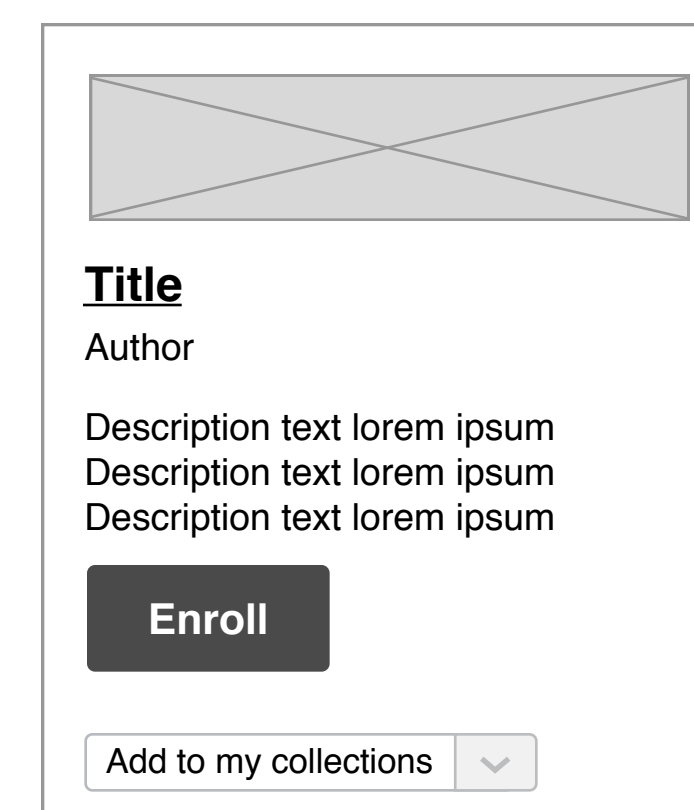 Title
Author
Description text lorem ipsum
Description text lorem ipsum
Description text lorem ipsum
Enroll
Add to my collections